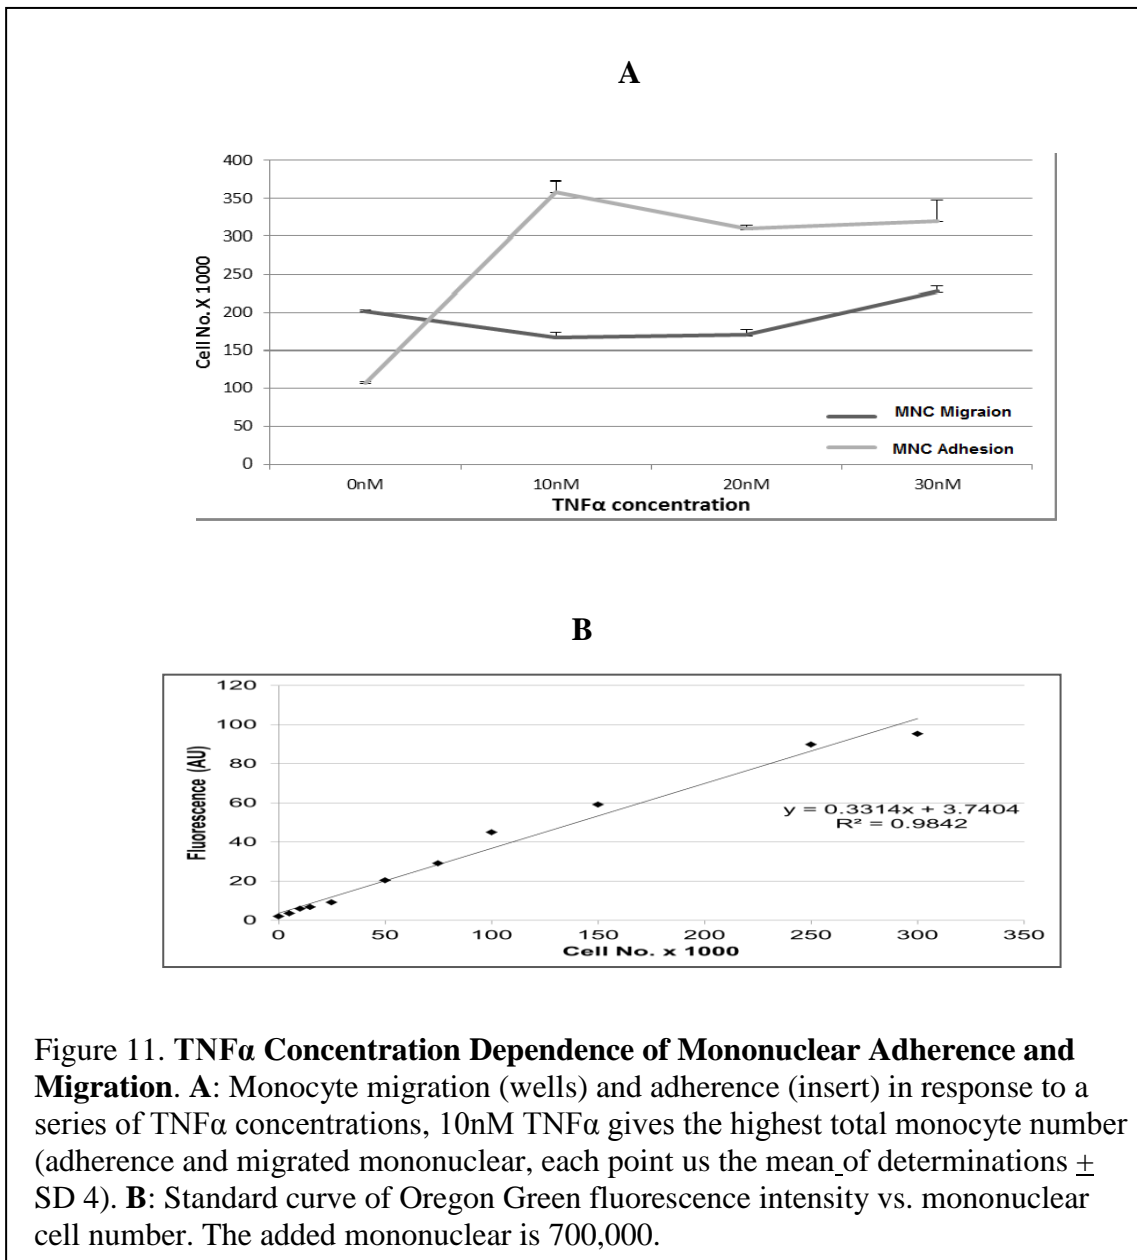 A
400
350
300
250
200
150
100
50
0
Cell No. X 1000
MNC Migraion
MNC Adhesion
0nM 10nM 20nM 30nM
TNFα concentration
B
120
100
80
60
40
20
0
Fluorescence (AU)
y = 0.3314x + 3.7404
R² = 0.9842
0 50 100 150 200 250 300 350
Cell No. x 1000
Figure 11. TNFα Concentration Dependence of Mononuclear Adherence and
Migration. A: Monocyte migration (wells) and adherence (insert) in response to a
series of TNFα concentrations, 10nM TNFα gives the highest total monocyte number
(adherence and migrated mononuclear, each point us the mean of determinations +
SD 4). B: Standard curve of Oregon Green fluorescence intensity vs. mononuclear
cell number. The added mononuclear is 700,000.